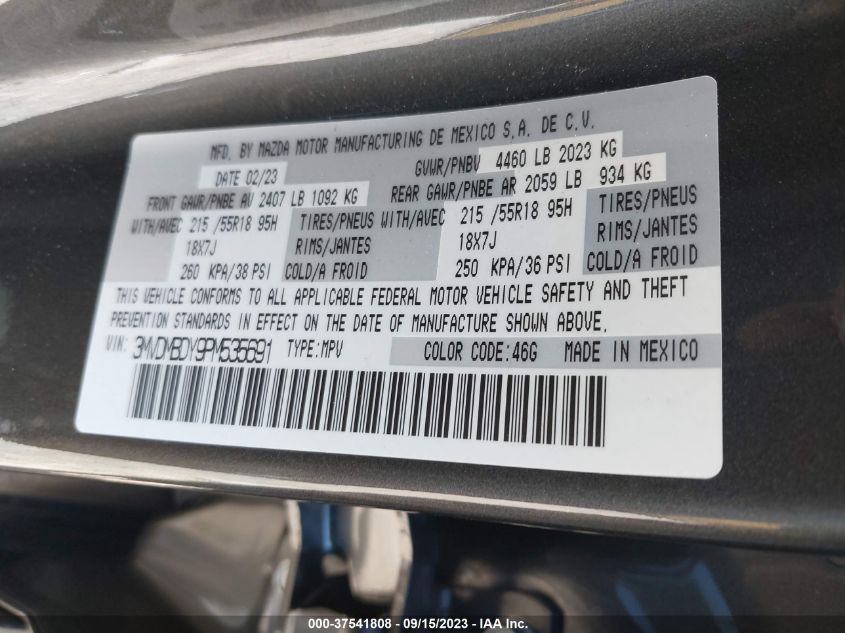 MFD. BY MAZDA MOTOR MANUFACTURING DE MEXICO S.A. DE C.V.
DATE 02/23 GVWR/PNBV 4460 LB 2023 KG
FRONT GAWR/PNBE AV 2407 LB 1092 KG REAR GAWR/PNBE AR 2059 LB 934 KG
WITH/AVEC 215 /55R18 95H TIRES/PNEUS WITH/AVEC 215 /55R18 95H TIRES/PNEUS
18X7J RIMS/JANTES 18X7J RIMS/JANTES
260 KPA/38 PSI COLD/A FROID 250 KPA/36 PSI COLD/A FROID
THIS VEHICLE CONFORMS TO ALL APPLICABLE FEDERAL MOTOR VEHICLE SAFETY AND THEFT
PREVENTION STANDARDS IN EFFECT ON THE DATE OF MANUFACTURE SHOWN ABOVE.
VIN: 3MVDMBDY9PM535691 TYPE:MPV COLOR CODE:46G MADE IN MEXICO
000-37541808 - 09/15/2023 - IAA Inc.